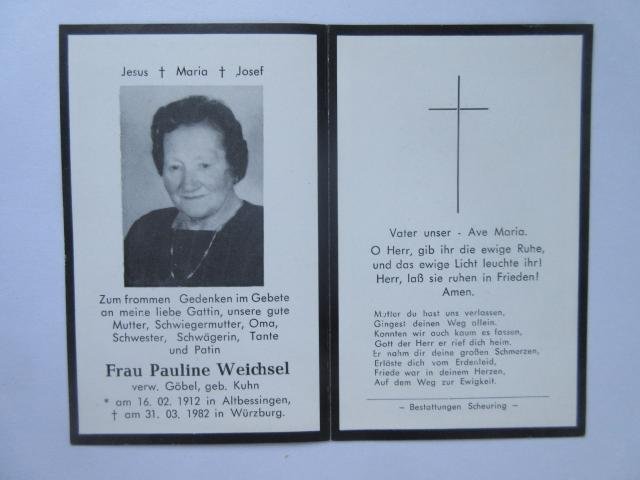 Jesus † Maria † Josef
Zum frommen Gedenken im Gebete
an meine liebe Gattin, unsere gute
Mutter, Schwiegermutter, Oma,
Schwester, Schwägerin, Tante
und Patin
Frau Pauline Weichsel
verw. Göbel, geb. Kuhn
* am 16. 02. 1912 in Altbessingen,
† am 31. 03. 1982 in Würzburg.
Vater unser - Ave Maria.
O Herr, gib ihr die ewige Ruhe,
und das ewige Licht leuchte ihr!
Herr, laß sie ruhen in Frieden!
Amen.
Mutter du hast uns verlassen,
Gingest deinen Weg allein.
Konnten wir auch kaum es fassen,
Gott der Herr er rief dich heim.
Er nahm dir deine großen Schmerzen,
Erlöste dich vom Erdenleid,
Friede war in deinem Herzen,
Auf dem Weg zur Ewigkeit.
– Bestattungen Scheuring –